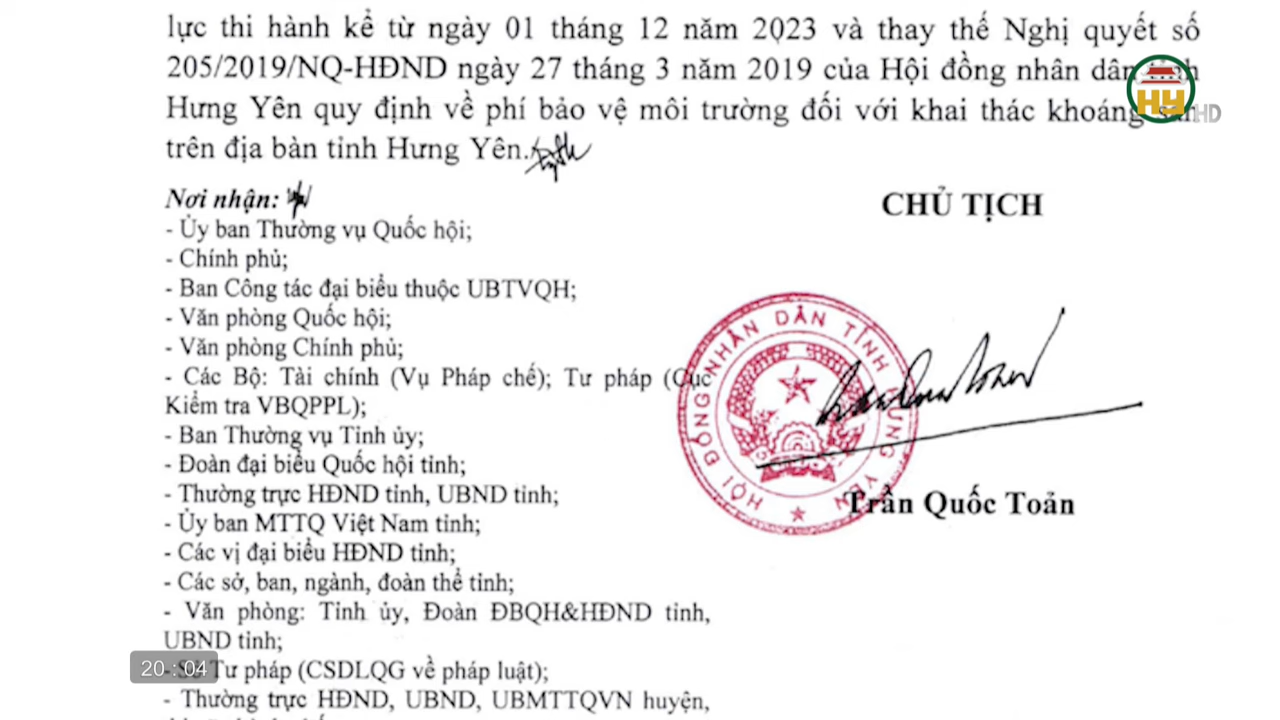 lực thi hành kể từ ngày 01 tháng 12 năm 2023 và thay thế Nghị quyết số
205/2019/NQ-HĐND ngày 27 tháng 3 năm 2019 của Hội đồng nhân dân
Hưng Yên quy định về phí bảo vệ môi trường đối với khai thác khoáng
trên địa bàn tỉnh Hưng Yên.
HY HD
Nơi nhận:
- Ủy ban Thường vụ Quốc hội;
- Chính phủ;
- Ban Công tác đại biểu thuộc UBTVQH;
- Văn phòng Quốc hội;
- Văn phòng Chính phủ;
- Các Bộ: Tài chính (Vụ Pháp chế); Tư pháp (Cục
Kiểm tra VBQPPL);
- Ban Thường vụ Tỉnh ủy;
- Đoàn đại biểu Quốc hội tỉnh;
- Thường trực HĐND tỉnh, UBND tỉnh;
- Ủy ban MTTQ Việt Nam tỉnh;
- Các vị đại biểu HĐND tỉnh;
- Các sở, ban, ngành, đoàn thể tỉnh;
- Văn phòng: Tỉnh ủy, Đoàn ĐBQH&HĐND tỉnh,
UBND tỉnh;
- Sở Tư pháp (CSDLQG về pháp luật);
- Thường trực HĐND, UBND, UBMTTQVN huyện,
CHỦ TỊCH
HỘI ĐỒNG NHÂN DÂN TỈNH HƯNG YÊN
Trần Quốc Toản
20 : 04